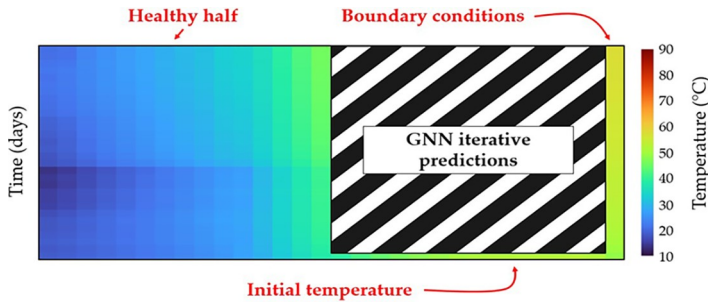 Healthy half
Boundary conditions
Time (days)
GNN iterative
predictions
Initial temperature
90
80
70
60
50
40
30
20
10
Temperature (°C)